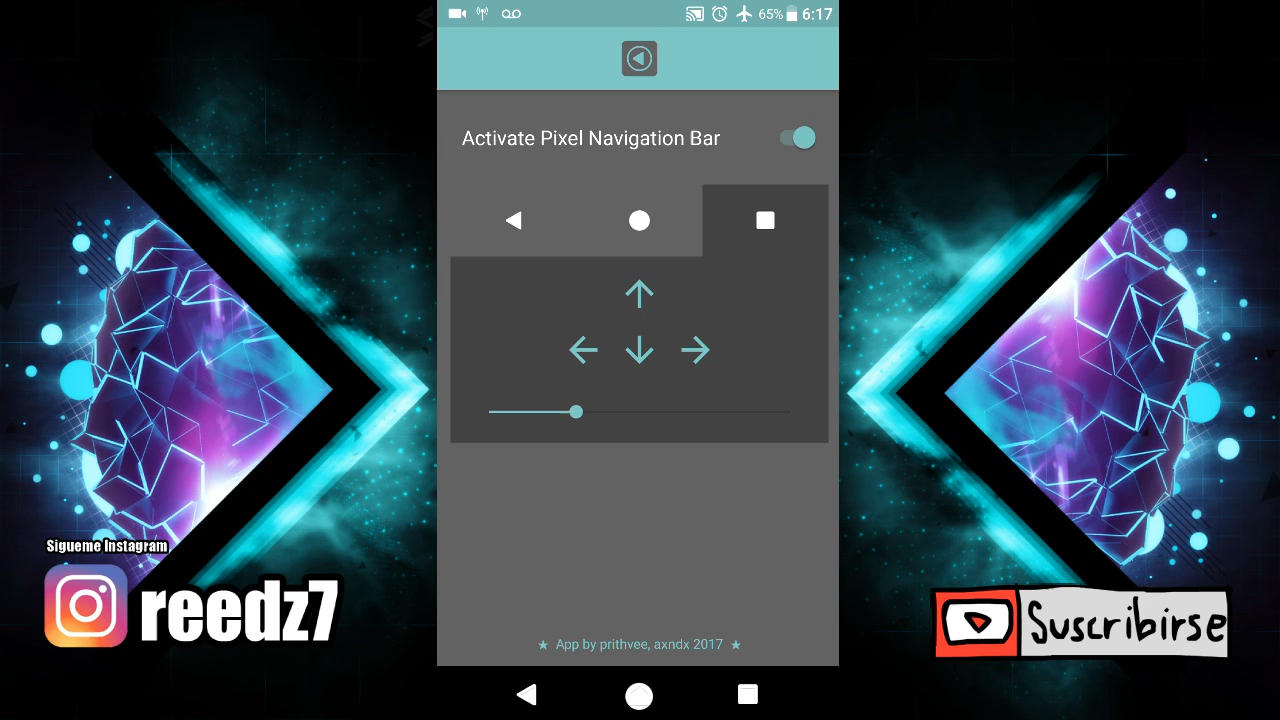 65% 6:17
Activate Pixel Navigation Bar
Sigueme Instagram
reedz7
Suscribirse
★ App by prithvee, axndx 2017 ★